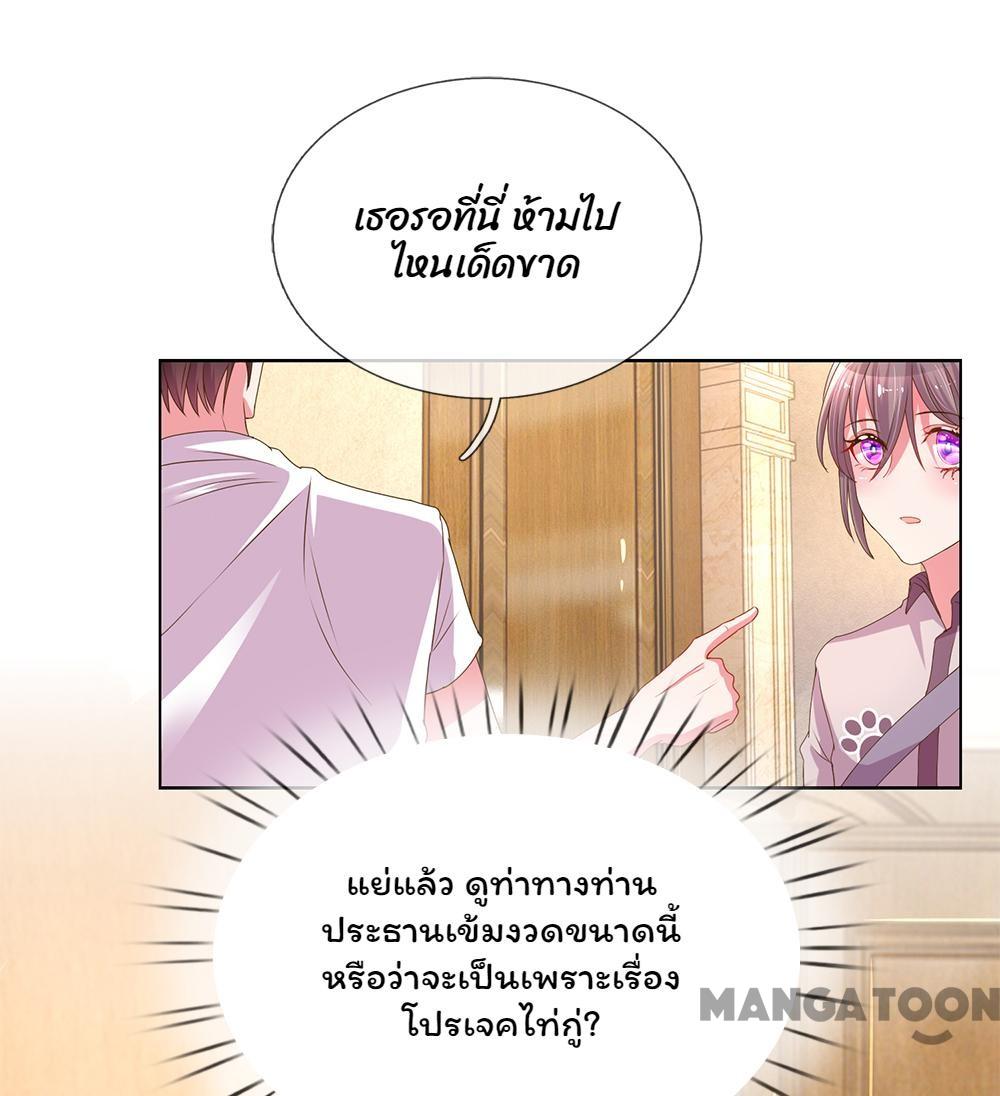 เธอรอที่นี่ ห้ามไป
ไหนเด็ดขาด
แย่แล้ว ดูท่าทางท่าน
ประธานเข้มงวดขนาดนี้
หรือว่าจะเป็นเพราะเรื่อง
โปรเจคไท่กู่?
MANGATOON